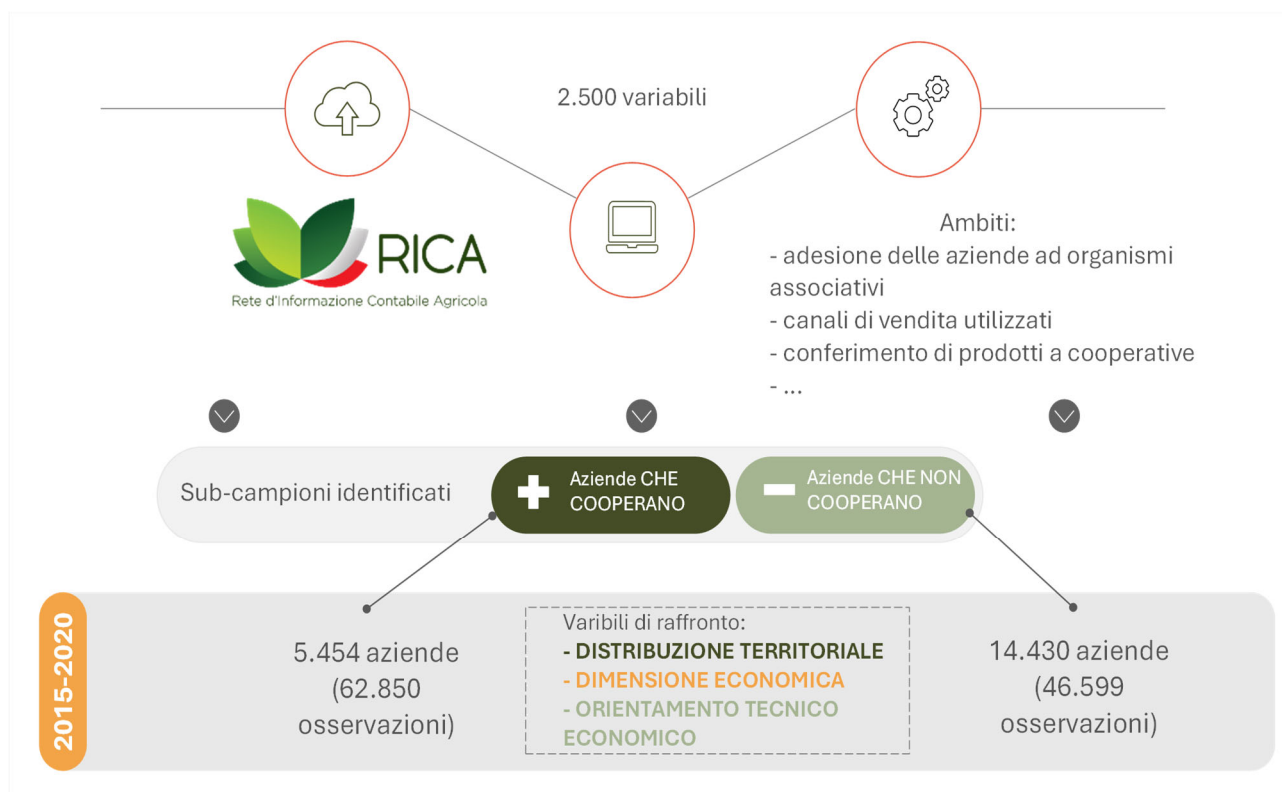 2.500 variabili
RICA
Rete d'Informazione Contabile Agricola
Ambiti:
- adesione delle aziende ad organismi
associativi
- canali di vendita utilizzati
- conferimento di prodotti a cooperative
- ...
Sub-campioni identificati
Aziende CHE
COOPERANO
Aziende CHE NON
COOPERANO
2015-2020
5.454 aziende
(62.850
osservazioni)
Varibili di raffronto:
- DISTRIBUZIONE TERRITORIALE
- DIMENSIONE ECONOMICA
- ORIENTAMENTO TECNICO
ECONOMICO
14.430 aziende
(46.599
osservazioni)